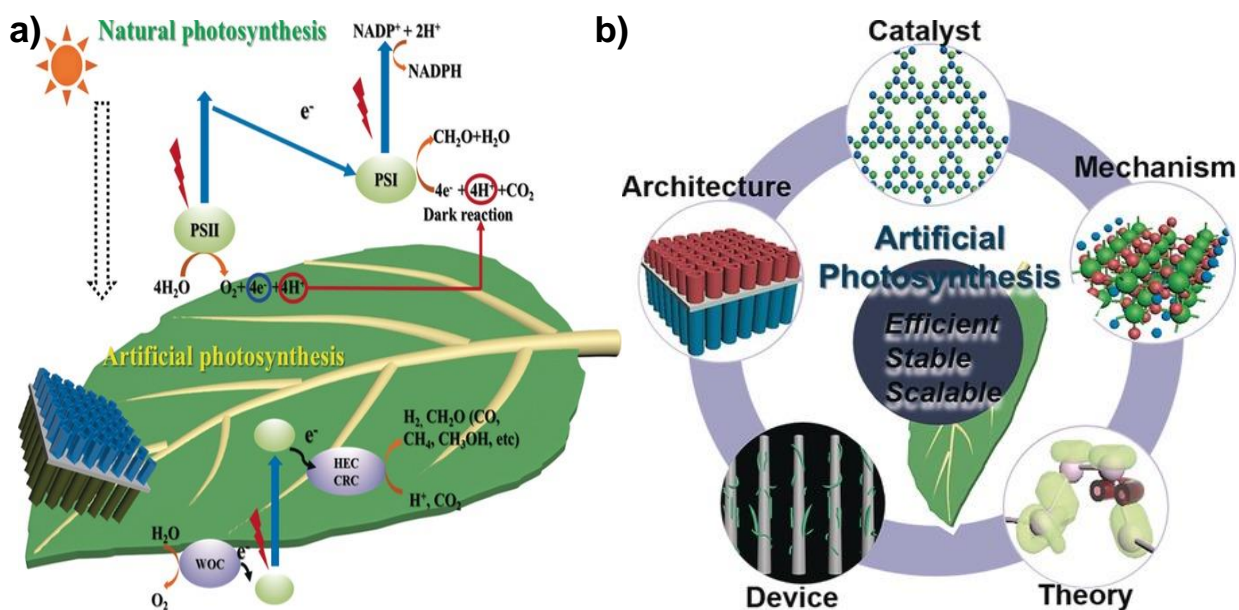 a)
Natural photosynthesis
NADP⁺ + 2H⁺
NADPH
e⁻
CH₂O+H₂O
PSI
4e⁻ + 4H⁺ +CO₂
Dark reaction
PSII
4H₂O
O₂+ 4e⁻ +4H⁺
Artificial photosynthesis
H₂, CH₂O (CO,
CH₄, CH₃OH, etc)
e⁻
HEC
CRC
H⁺, CO₂
H₂O
WOC
e⁻
O₂
b)
Catalyst
Mechanism
Architecture
Artificial
Photosynthesis
Efficient
Stable
Scalable
Device
Theory